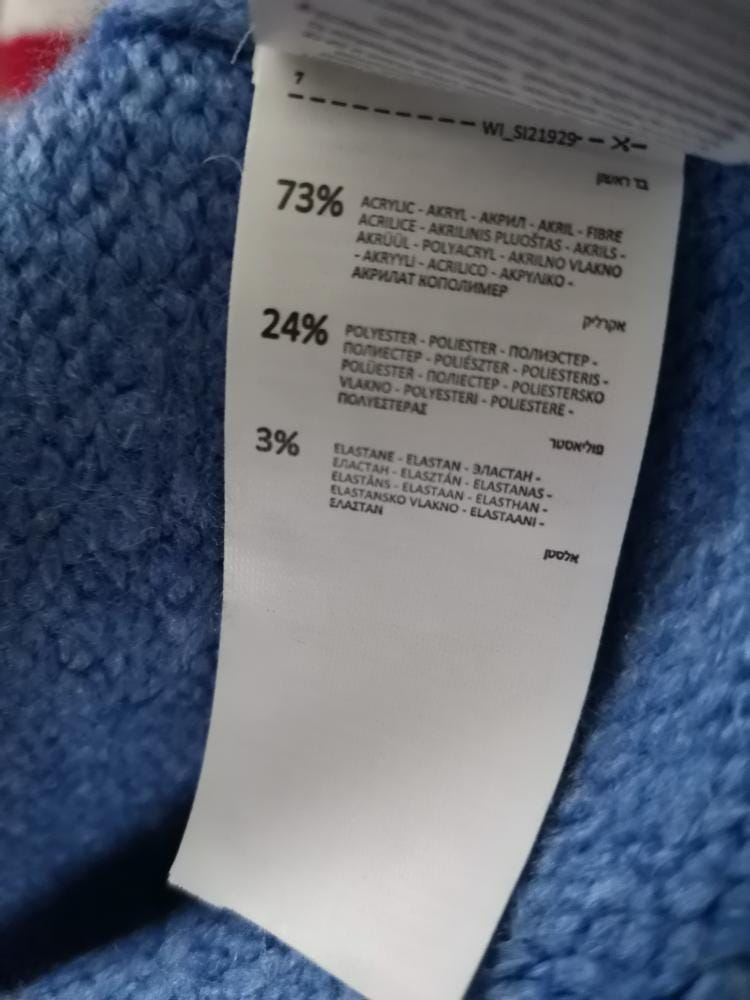 7
WI_SI21929
בד ראשון
73% ACRYLIC - AKRYL - АКРИЛ - AKRIL - FIBRE
ACRILICE - AKRILINIS PLUOŠTAS - AKRILS -
AKRÜÜL - POLYACRYL - AKRILNO VLAKNO
- AKRYYLI - ACRILICO - ΑΚΡΥΛΙΚΟ -
АКРИЛАТ КОПОЛИМЕР
אקרליק
24% POLYESTER - POLIESTER - ПОЛИЭСТЕР -
ПОЛИЕСТЕР - POLIÉSZTER - POLIESTERIS -
POLÜESTER - ПОЛІЕСТЕР - POLIESTERSKO
VLAKNO - POLYESTERI - POLIESTERE -
ΠΟΛΥΕΣΤΕΡΑΣ
פוליאסטר
3% ELASTANE - ELASTAN - ЭЛАСТАН -
ЕЛАСТАН - ELASZTÁN - ELASTANAS -
ELASTĀNS - ELASTAAN - ELASTHAN -
ELASTANSKO VLAKNO - ELASTAANI -
ΕΛΑΣΤΑΝ
אלסטן